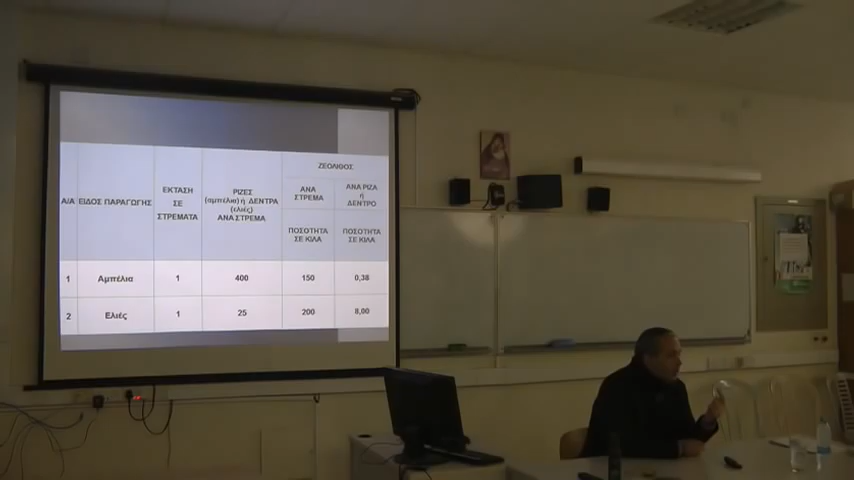 ΖΕΟΛΙΘΟΣ
Α/Α ΕΙΔΟΣ ΠΑΡΑΓΩΓΗΣ
ΕΚΤΑΣΗ
ΣΕ
ΣΤΡΕΜΑΤΑ
ΡΙΖΕΣ
(αμπέλια) ή ΔΕΝΤΡΑ
(ελιές)
ΑΝΑ ΣΤΡΕΜΑ
ΑΝΑ
ΣΤΡΕΜΑ
ΑΝΑ ΡΙΖΑ
ή
ΔΕΝΤΡΟ
ΠΟΣΟΤΗΤΑ
ΣΕ ΚΙΛΑ
ΠΟΣΟΤΗΤΑ
ΣΕ ΚΙΛΑ
1 Αμπέλια 1 400 150 0,38
2 Ελιές 1 25 200 8,00